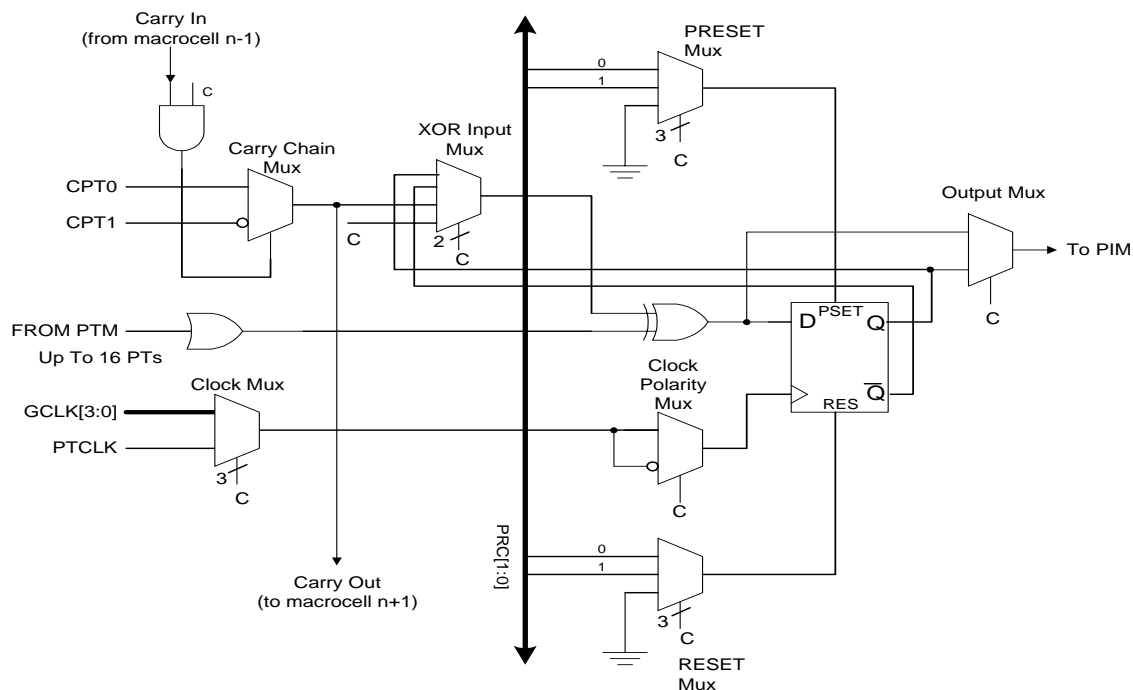 Carry In
(from macrocell n-1)
C
PRESET
Mux
0
1
3
C
Carry Chain
Mux
XOR Input
Mux
CPT0
CPT1
C
2
C
Output Mux
To PIM
C
FROM PTM
Up To 16 PTs
D
PSET
Q
Q
RES
Clock Mux
GCLK[3:0]
PTCLK
3
C
Clock
Polarity
Mux
C
PRC[1:0]
0
1
3
C
RESET
Mux
Carry Out
(to macrocell n+1)